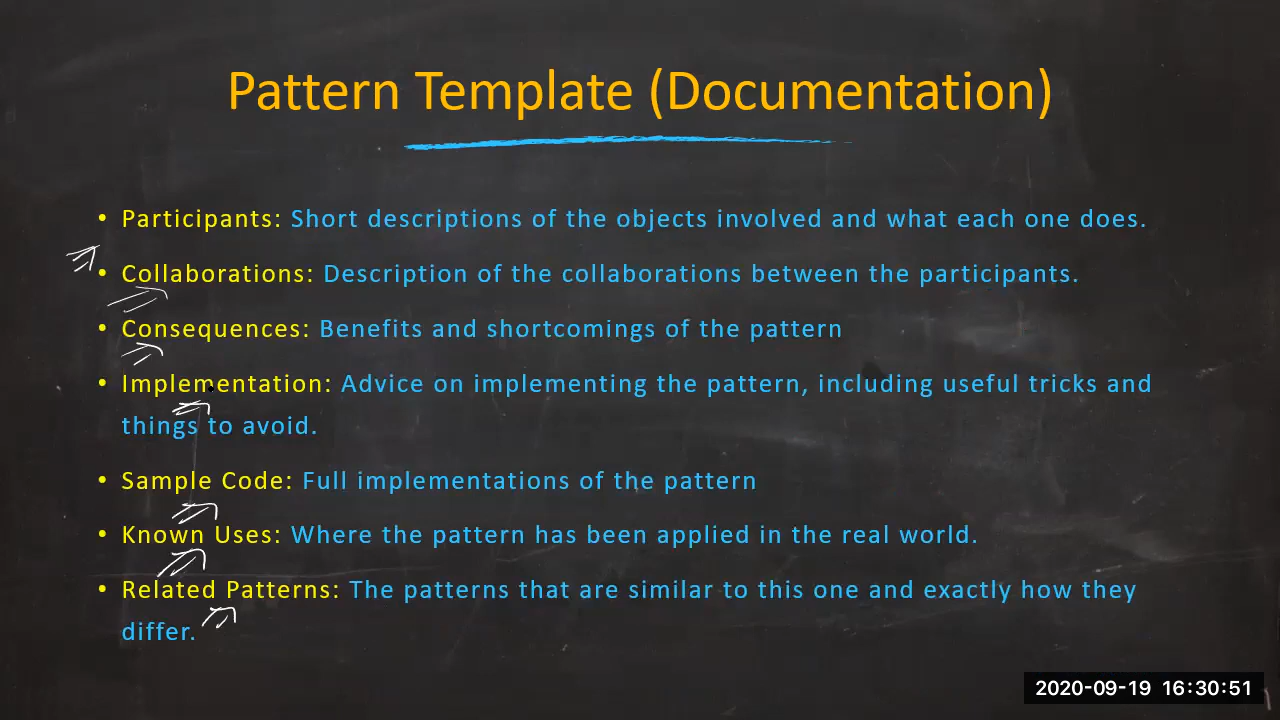 Pattern Template (Documentation)
• Participants: Short descriptions of the objects involved and what each one does.
• Collaborations: Description of the collaborations between the participants.
• Consequences: Benefits and shortcomings of the pattern
• Implementation: Advice on implementing the pattern, including useful tricks and
things to avoid.
• Sample Code: Full implementations of the pattern
• Known Uses: Where the pattern has been applied in the real world.
• Related Patterns: The patterns that are similar to this one and exactly how they
differ.
2020-09-19 16:30:51